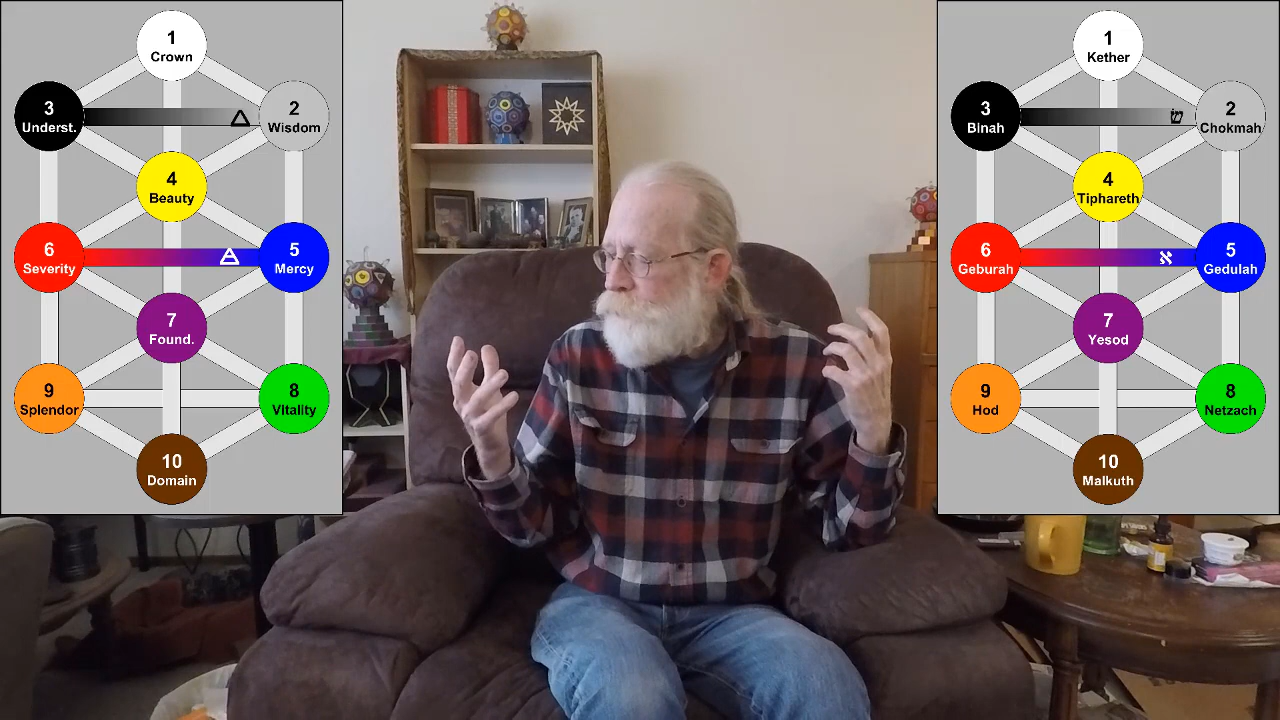 1
Crown
3
Underst.
2
Wisdom
4
Beauty
6
Severity
5
Mercy
7
Found.
9
Splendor
8
VItality
10
Domain
1
Kether
3
BInah
ש
2
Chokmah
4
Tiphareth
6
Geburah
א
5
Gedulah
7
Yesod
9
Hod
8
Netzach
10
Malkuth